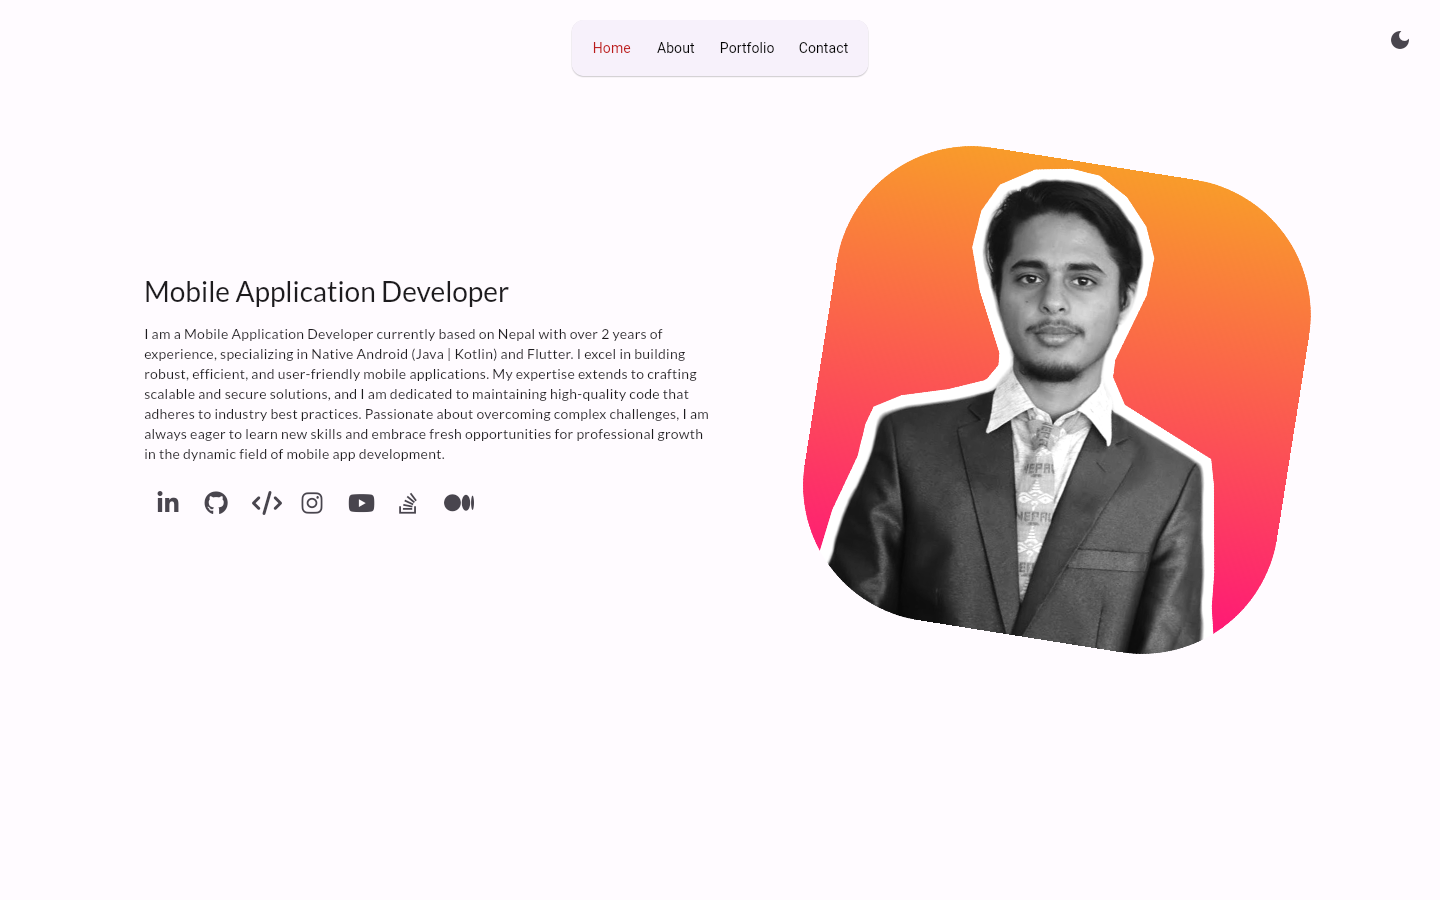 Home About Portfolio Contact
Mobile Application Developer
I am a Mobile Application Developer currently based on Nepal with over 2 years of
experience, specializing in Native Android (Java | Kotlin) and Flutter. I excel in building
robust, efficient, and user-friendly mobile applications. My expertise extends to crafting
scalable and secure solutions, and I am dedicated to maintaining high-quality code that
adheres to industry best practices. Passionate about overcoming complex challenges, I am
always eager to learn new skills and embrace fresh opportunities for professional growth
in the dynamic field of mobile app development.
NEPAL
NEPAL